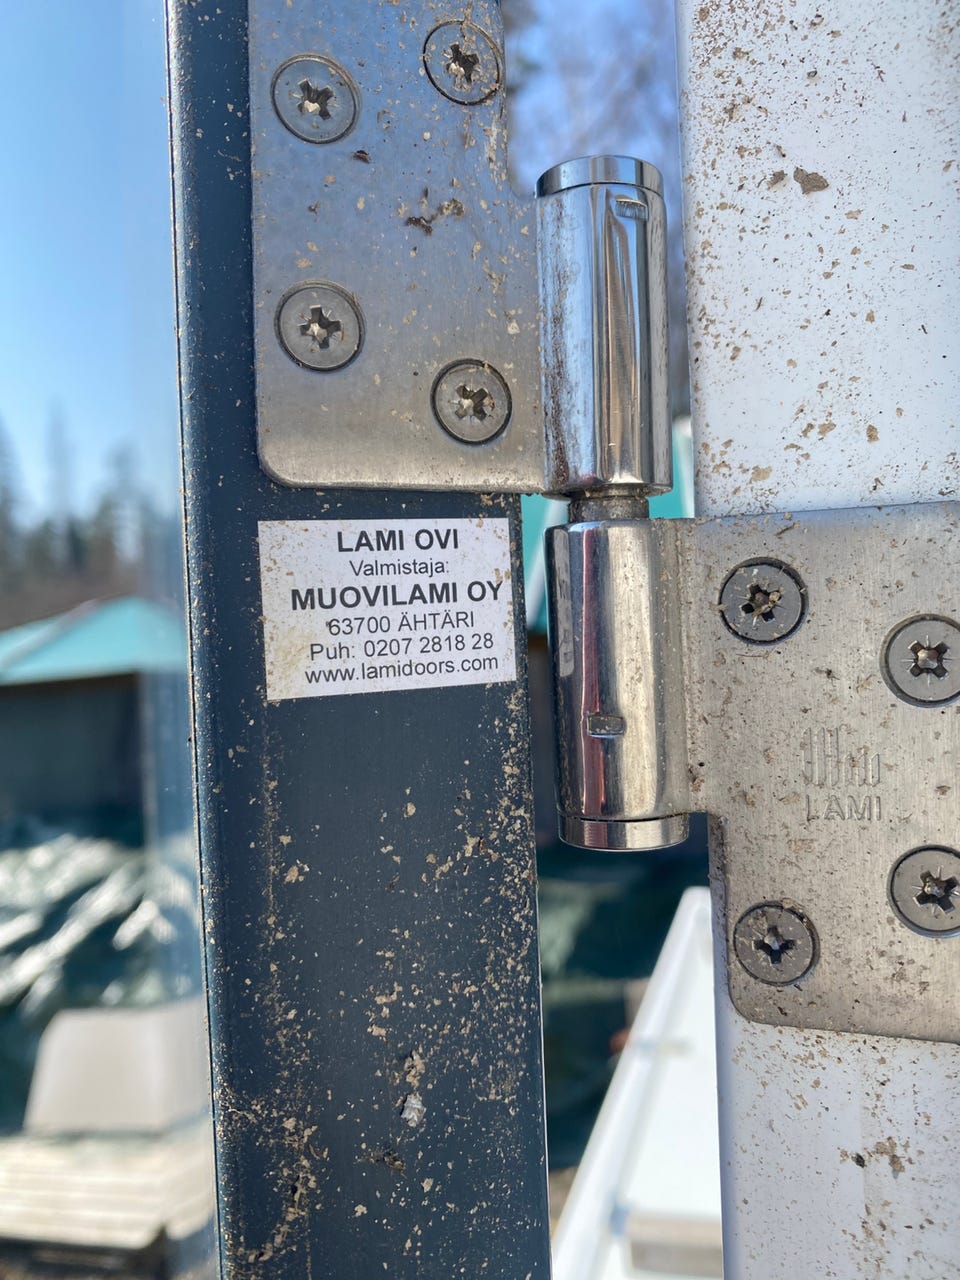 LAMI OVI
Valmistaja:
MUOVILAMI OY
63700 ÄHTÄRI
Puh: 0207 2818 28
www.lamidoors.com
LAMI